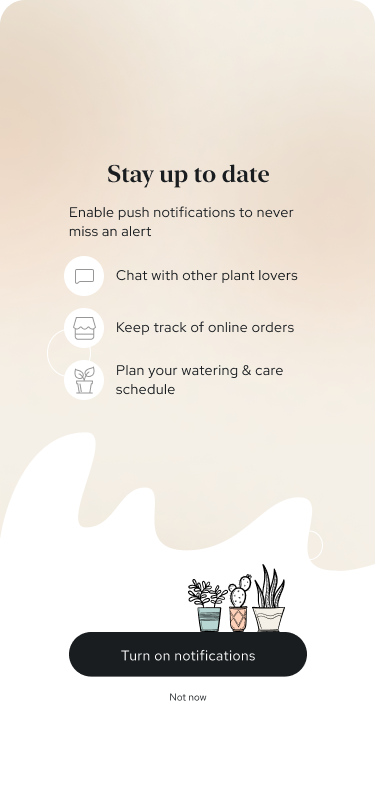 Stay up to date
Enable push notifications to never
miss an alert
Chat with other plant lovers
Keep track of online orders
Plan your watering & care
schedule
Turn on notifications
Not now